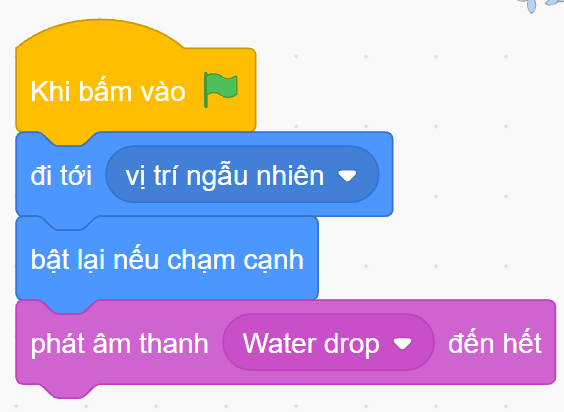 Khi bấm vào
đi tới vị trí ngẫu nhiên
bật lại nếu chạm cạnh
phát âm thanh Water drop đến hết